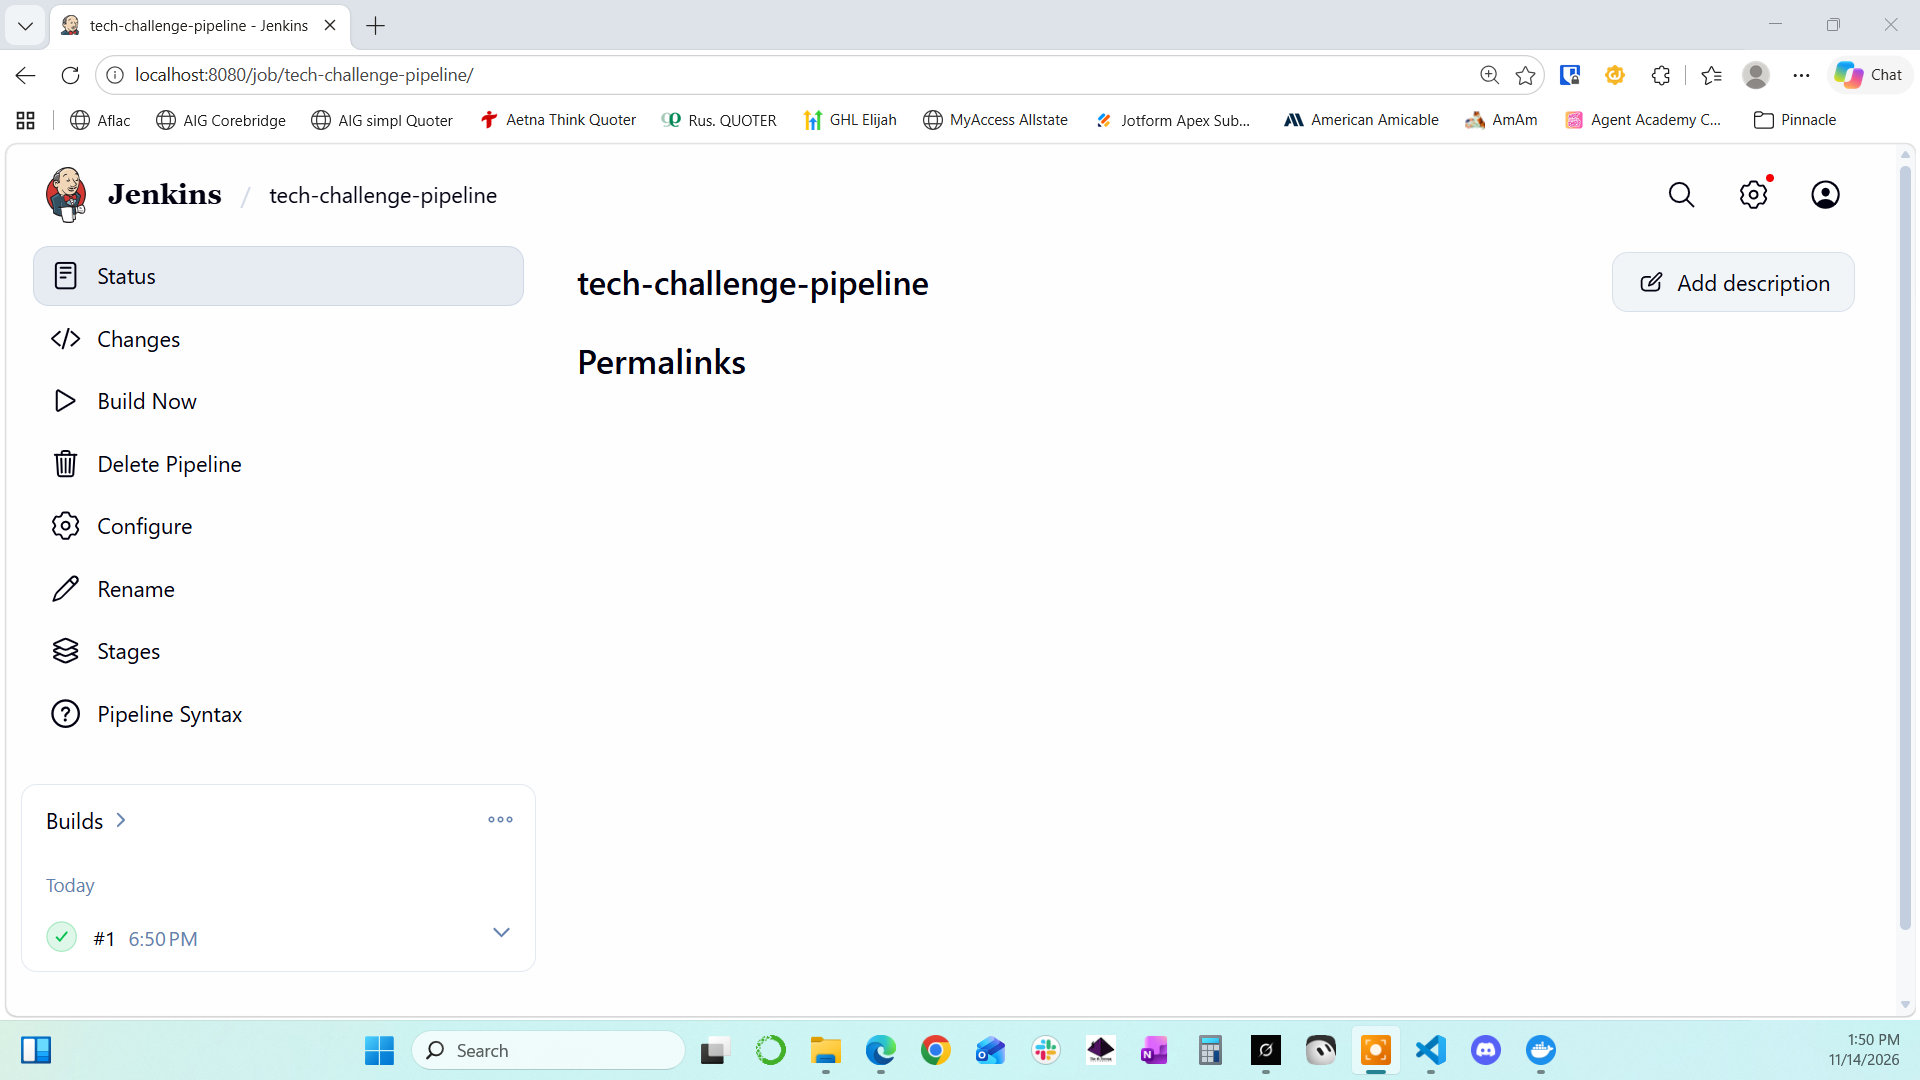 tech-challenge-pipeline - Jenkins
localhost:8080/job/tech-challenge-pipeline/
Chat
Aflac
AIG Corebridge
AIG simpl Quoter
Aetna Think Quoter
Rus. QUOTER
GHL Elijah
MyAccess Allstate
Jotform Apex Sub...
American Amicable
AmAm
Agent Academy C...
Pinnacle
Jenkins / tech-challenge-pipeline
Status
Changes
Build Now
Delete Pipeline
Configure
Rename
Stages
Pipeline Syntax
tech-challenge-pipeline
Add description
Permalinks
Builds
Today
#1 6:50 PM
Search
1:50 PM
11/14/2026